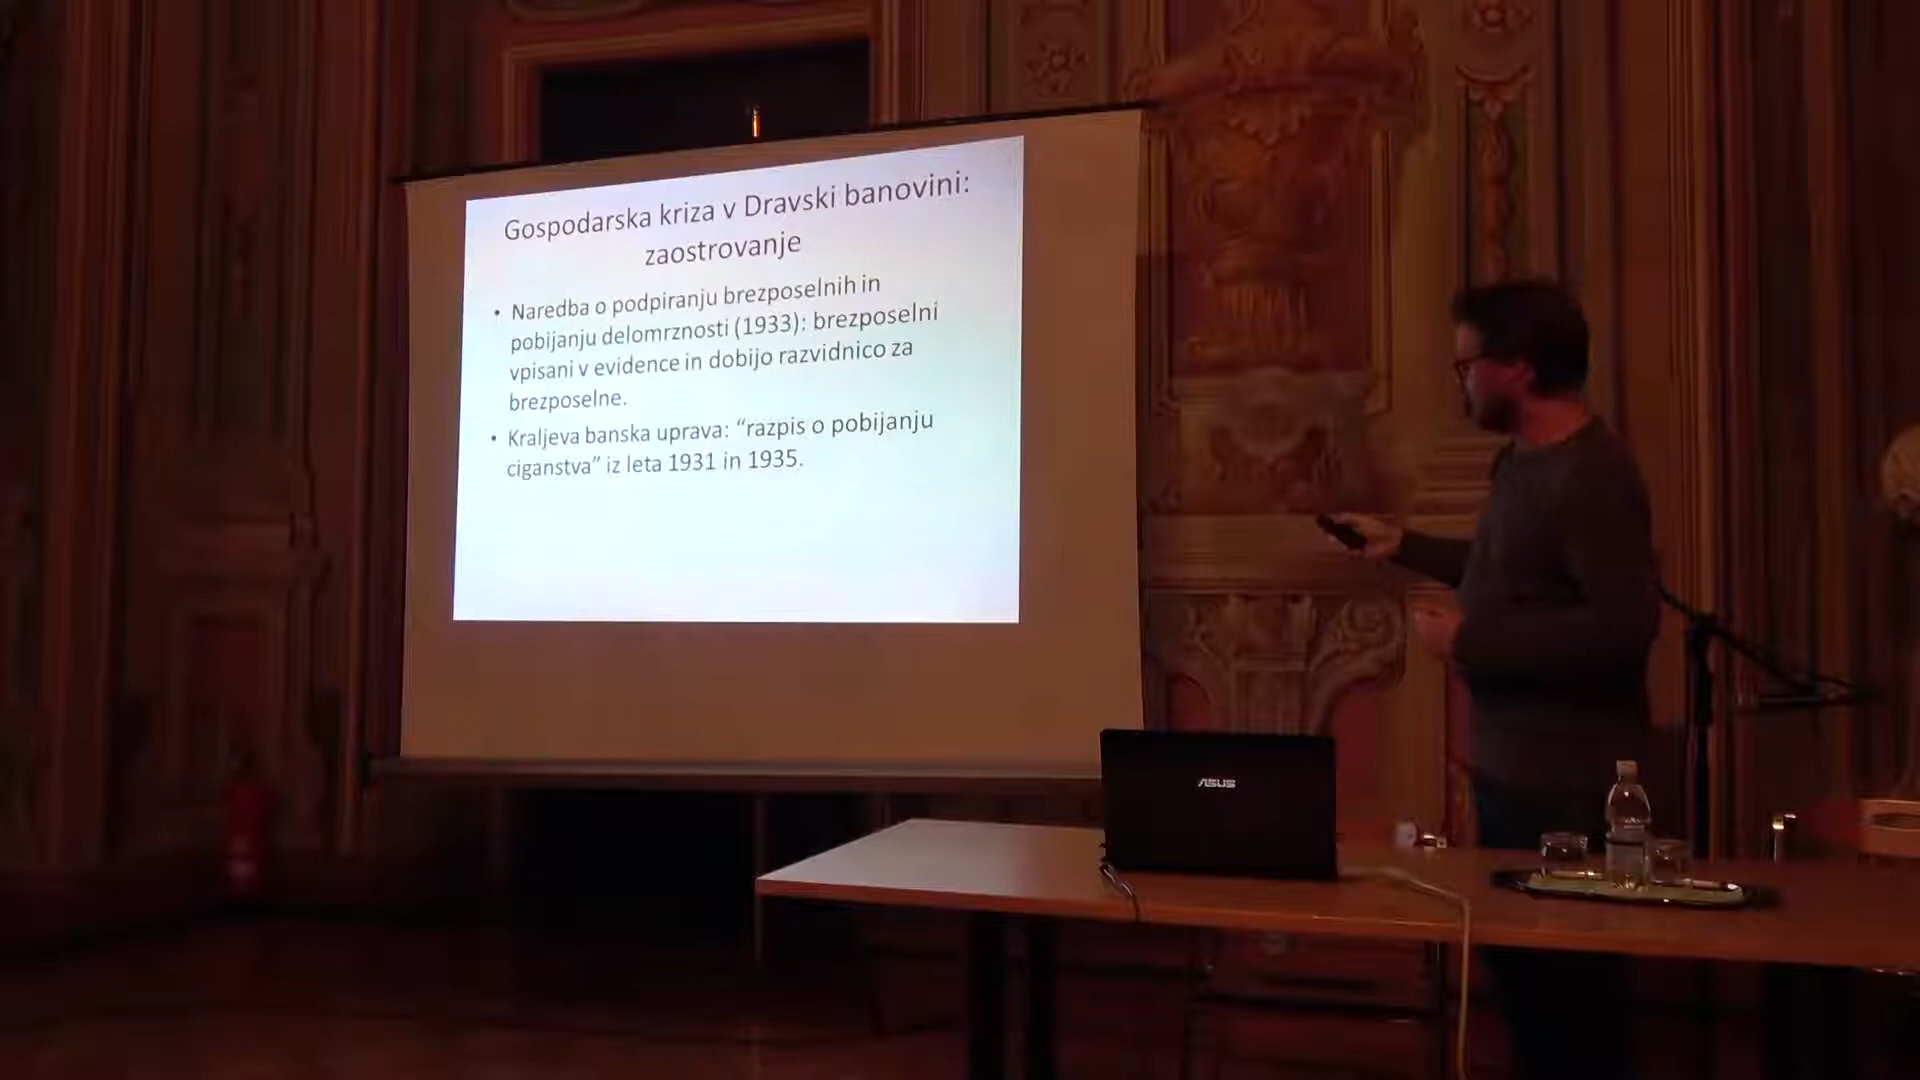 Gospodarska kriza v Dravski banovini:
zaostrovanje
• Naredba o podpiranju brezposelnih in
pobijanju delomrznosti (1933): brezposelni
vpisani v evidence in dobijo razvidnico za
brezposelne.
• Kraljeva banska uprava: “razpis o pobijanju
ciganstva” iz leta 1931 in 1935.
ASUS